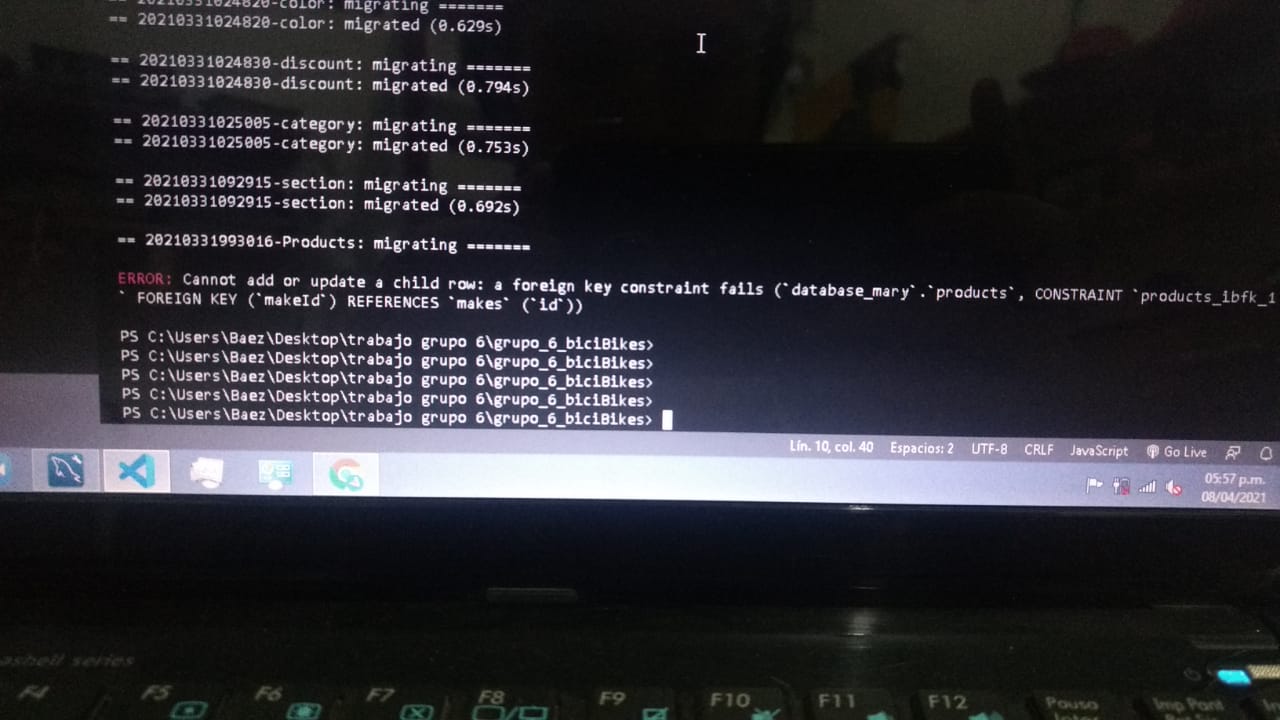 == 20210331024820-color: migrating =======
== 20210331024820-color: migrated (0.629s)
== 20210331024830-discount: migrating =======
== 20210331024830-discount: migrated (0.794s)
== 20210331025005-category: migrating =======
== 20210331025005-category: migrated (0.753s)
== 20210331092915-section: migrating =======
== 20210331092915-section: migrated (0.692s)
== 20210331993016-Products: migrating =======
ERROR: Cannot add or update a child row: a foreign key constraint fails (`database_mary`.`products`, CONSTRAINT `products_ibfk_1
` FOREIGN KEY (`makeId`) REFERENCES `makes` (`id`))
PS C:\Users\Baez\Desktop\trabajo grupo 6\grupo_6_biciBikes>
PS C:\Users\Baez\Desktop\trabajo grupo 6\grupo_6_biciBikes>
PS C:\Users\Baez\Desktop\trabajo grupo 6\grupo_6_biciBikes>
PS C:\Users\Baez\Desktop\trabajo grupo 6\grupo_6_biciBikes>
PS C:\Users\Baez\Desktop\trabajo grupo 6\grupo_6_biciBikes>
Lín. 10, col. 40 Espacios: 2 UTF-8 CRLF JavaScript Go Live
05:57 p.m.
08/04/2021
series
F4 F5 F6 F7 F8 F9 F10 F11 F12 Pausa Imp Pant